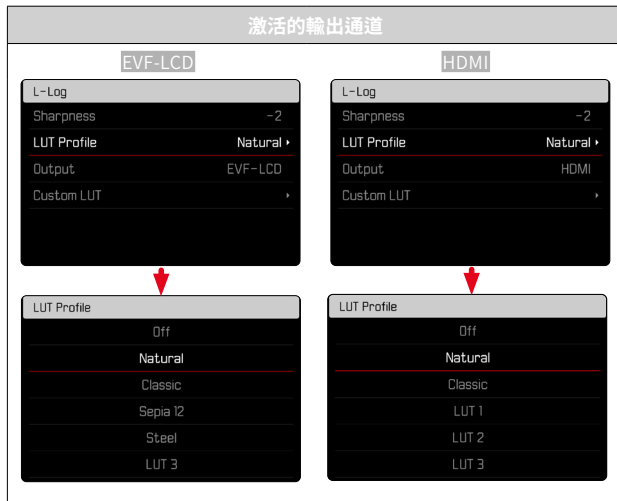 激活的輸出通道
EVF-LCD
L-Log
Sharpness -2
LUT Profile Natural
Output EVF-LCD
Custom LUT
LUT Profile
Off
Natural
Classic
Sepia 12
Steel
LUT 3
HDMI
L-Log
Sharpness -2
LUT Profile Natural
Output HDMI
Custom LUT
LUT Profile
Off
Natural
Classic
LUT 1
LUT 2
LUT 3